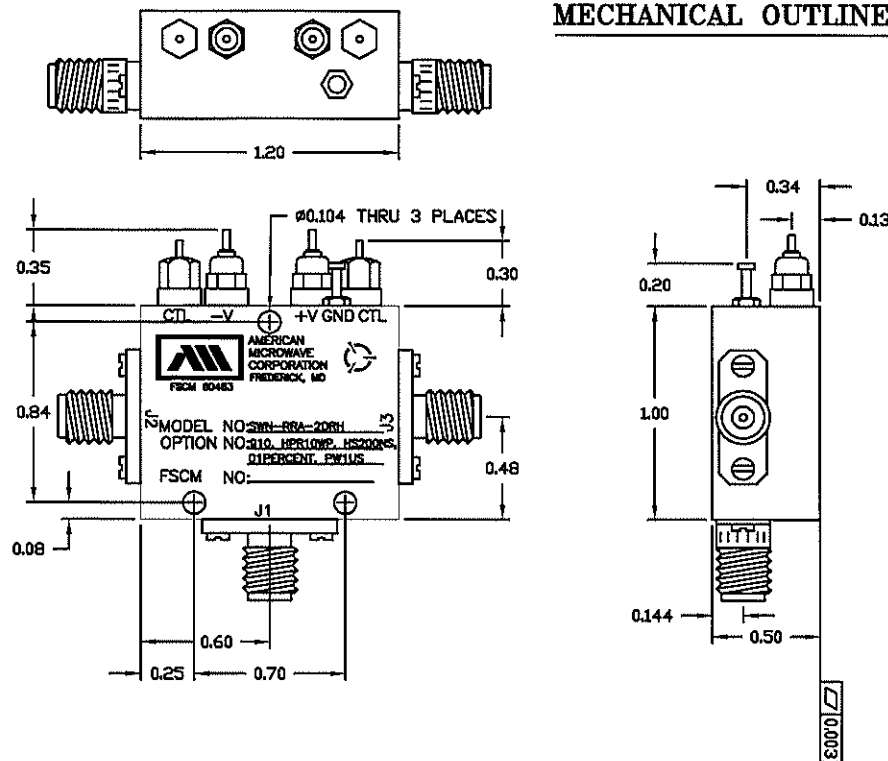 MECHANICAL OUTLINE
1.20
0.34
0.13
ø0.104 THRU 3 PLACES
0.35
0.30
0.20
CTL -V +V GND CTL
AMERICAN
MICROWAVE
CORPORATION
FREDERICK, MD
FSCM 60483
0.84
1.00
J2
J3
MODEL NO: SWN-RRA-2DRH
OPTION NO: 910, HPR10WP, HS200NS,
01PERCENT, PW1US
FSCM NO:
0.48
J1
0.08
0.144
0.60
0.50
0.25
0.70
0.003